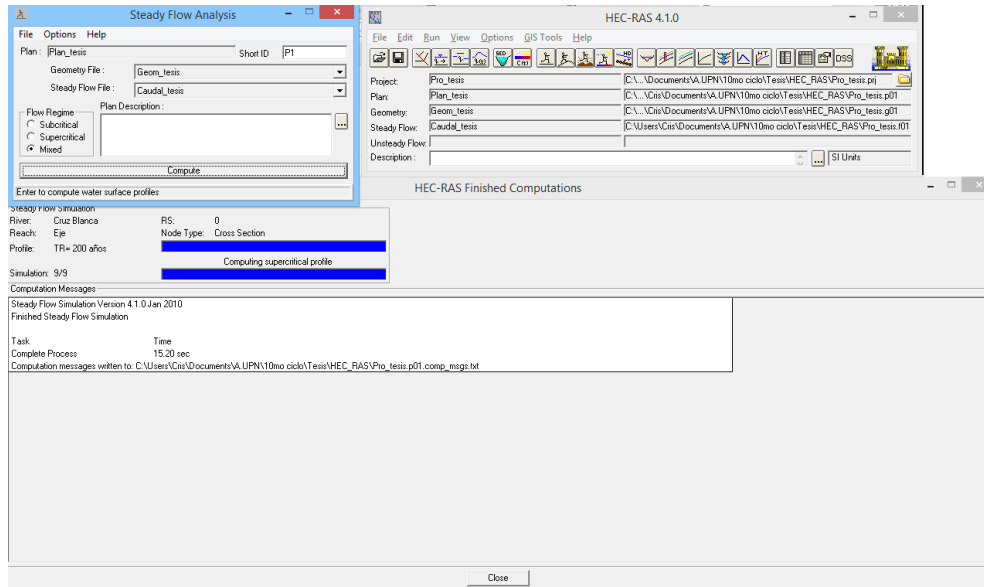 Steady Flow Analysis
File Options Help
Plan : Plan_tesis Short ID P1
Geometry File : Geom_tesis
Steady Flow File : Caudal_tesis
Flow Regime Plan Description :
Subcritical
Supercritical
Mixed
...
Compute
Enter to compute water surface profiles
HEC-RAS 4.1.0
File Edit Run View Options GIS Tools Help
DSS
Project: Pro_tesis C:\...\Documents\A.UPN\10mo ciclo\Tesis\HEC_RAS\Pro_tesis.prj
Plan: Plan_tesis C:\...\Cris\Documents\A.UPN\10mo ciclo\Tesis\HEC_RAS\Pro_tesis.p01
Geometry: Geom_tesis C:\...\Cris\Documents\A.UPN\10mo ciclo\Tesis\HEC_RAS\Pro_tesis.g01
Steady Flow: Caudal_tesis C:\Users\Cris\Documents\A.UPN\10mo ciclo\Tesis\HEC_RAS\Pro_tesis.f01
Unsteady Flow:
Description : ... SI Units
HEC-RAS Finished Computations
Steady Flow Simulation
River: Cruz Blanca RS: 0
Reach: Eje Node Type: Cross Section
Profile: TR= 200 años
Computing supercritical profile
Simulation: 9/9
Computation Messages
Steady Flow Simulation Version 4.1.0 Jan 2010
Finished Steady Flow Simulation
Task Time
Complete Process 15.20 sec
Computation messages written to: C:\Users\Cris\Documents\A.UPN\10mo ciclo\Tesis\HEC_RAS\Pro_tesis.p01.comp_msgs.txt
Close